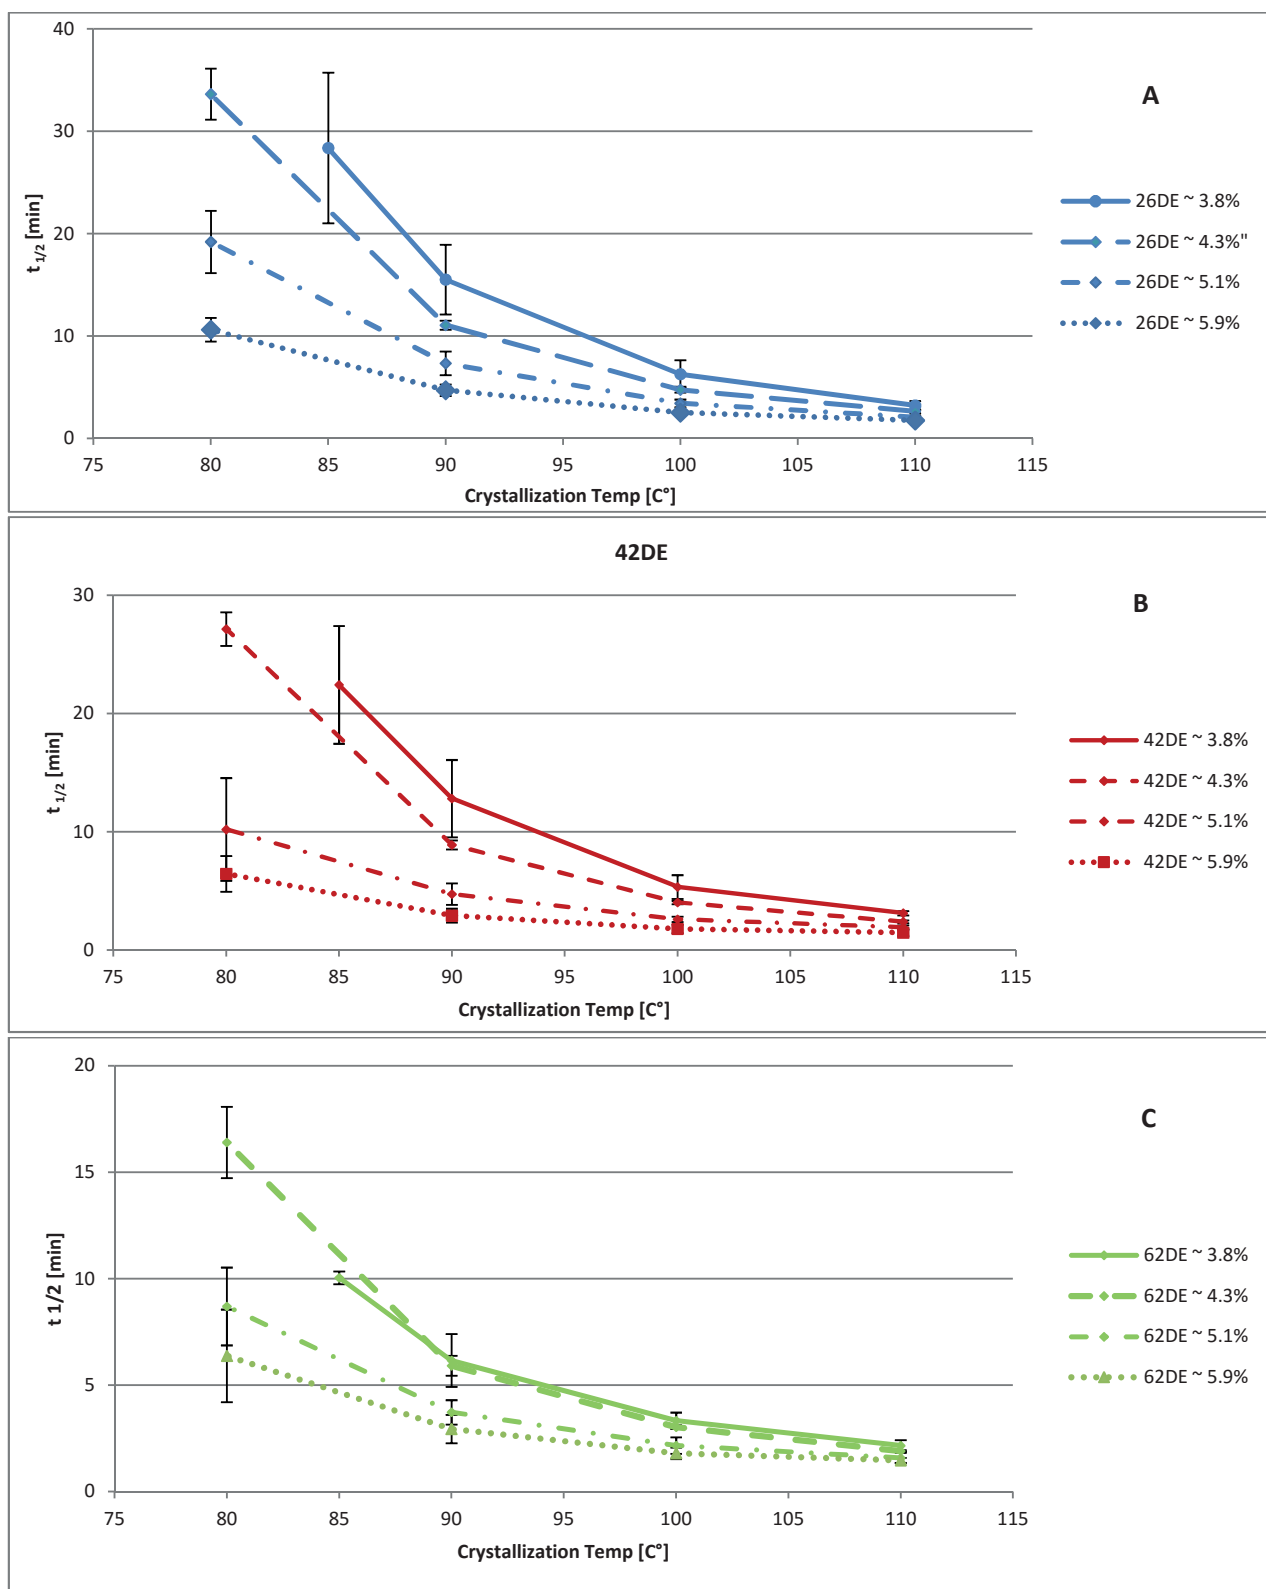 40
30
20
10
0
t 1/2 [min]
75 80 85 90 95 100 105 110 115
Crystallization Temp [C°]
A
26DE ~ 3.8%
26DE ~ 4.3%"
26DE ~ 5.1%
26DE ~ 5.9%
42DE
30
20
10
0
t 1/2 [min]
75 80 85 90 95 100 105 110 115
Crystallization Temp [C°]
B
42DE ~ 3.8%
42DE ~ 4.3%
42DE ~ 5.1%
42DE ~ 5.9%
20
15
10
5
0
t 1/2 [min]
75 80 85 90 95 100 105 110 115
Crystallization Temp [C°]
C
62DE ~ 3.8%
62DE ~ 4.3%
62DE ~ 5.1%
62DE ~ 5.9%